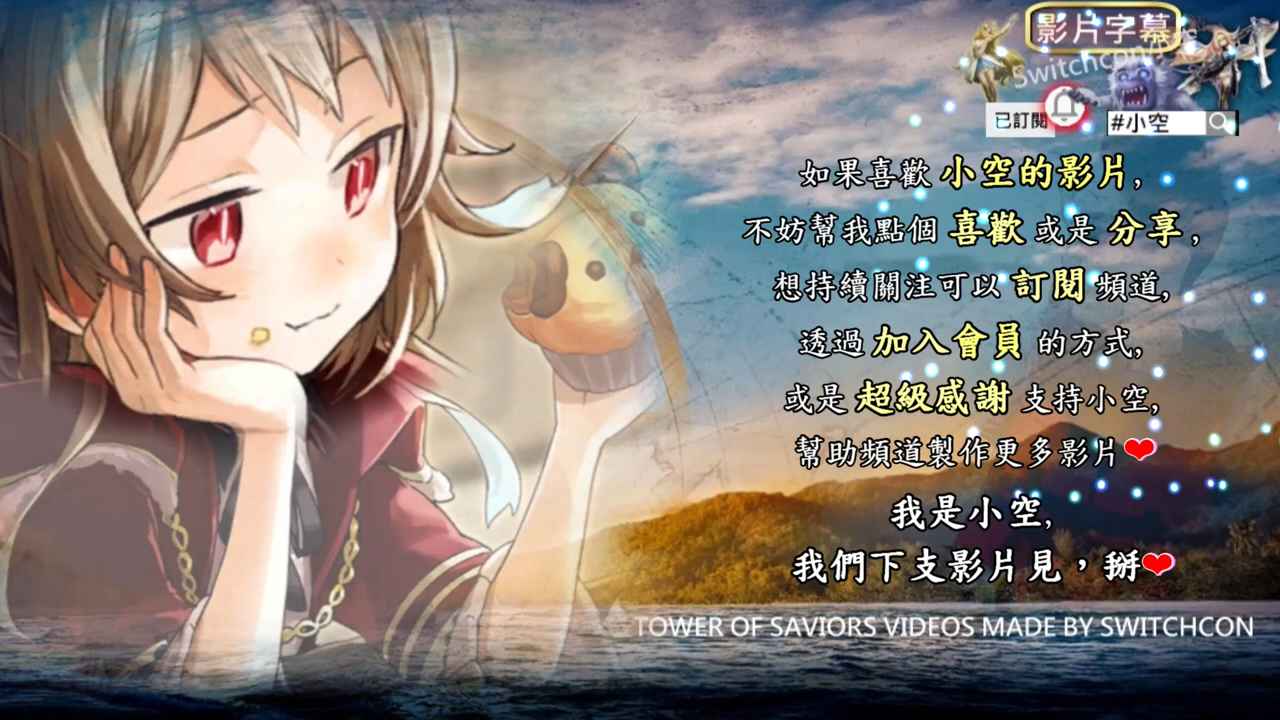 影片字幕
已訂閱
#小空
如果喜歡 小空的影片,
不妨幫我點個 喜歡 或是 分享,
想持續關注可以 訂閱 頻道,
透過 加入會員 的方式,
或是 超級感謝 支持小空,
幫助頻道製作更多影片❤
我是小空,
我們下支影片見,掰❤
TOWER OF SAVIORS VIDEOS MADE BY SWITCHCON